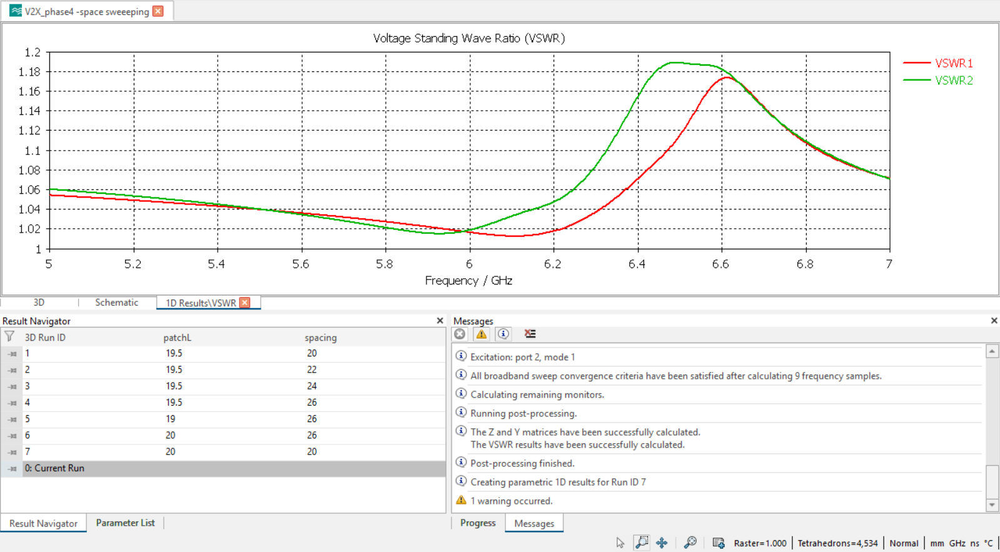 V2X_phase4 -space sweeeping
Voltage Standing Wave Ratio (VSWR)
1.2
1.18
1.16
1.14
1.12
1.1
1.08
1.06
1.04
1.02
1
5 5.2 5.4 5.6 5.8 6 6.2 6.4 6.6 6.8 7
Frequency / GHz
VSWR1
VSWR2
3D Schematic 1D Results\VSWR
Result Navigator
3D Run ID patchL spacing
1 19.5 20
2 19.5 22
3 19.5 24
4 19.5 26
5 19 26
6 20 26
7 20 20
0: Current Run
Result Navigator Parameter List
Messages
Excitation: port 2, mode 1
All broadband sweep convergence criteria have been satisfied after calculating 9 frequency samples.
Calculating remaining monitors.
Running post-processing.
The Z and Y matrices have been successfully calculated.
The VSWR results have been successfully calculated.
Post-processing finished.
Creating parametric 1D results for Run ID 7
1 warning occurred.
Progress Messages
Raster=1.000 Tetrahedrons=4,534 Normal mm GHz ns °C